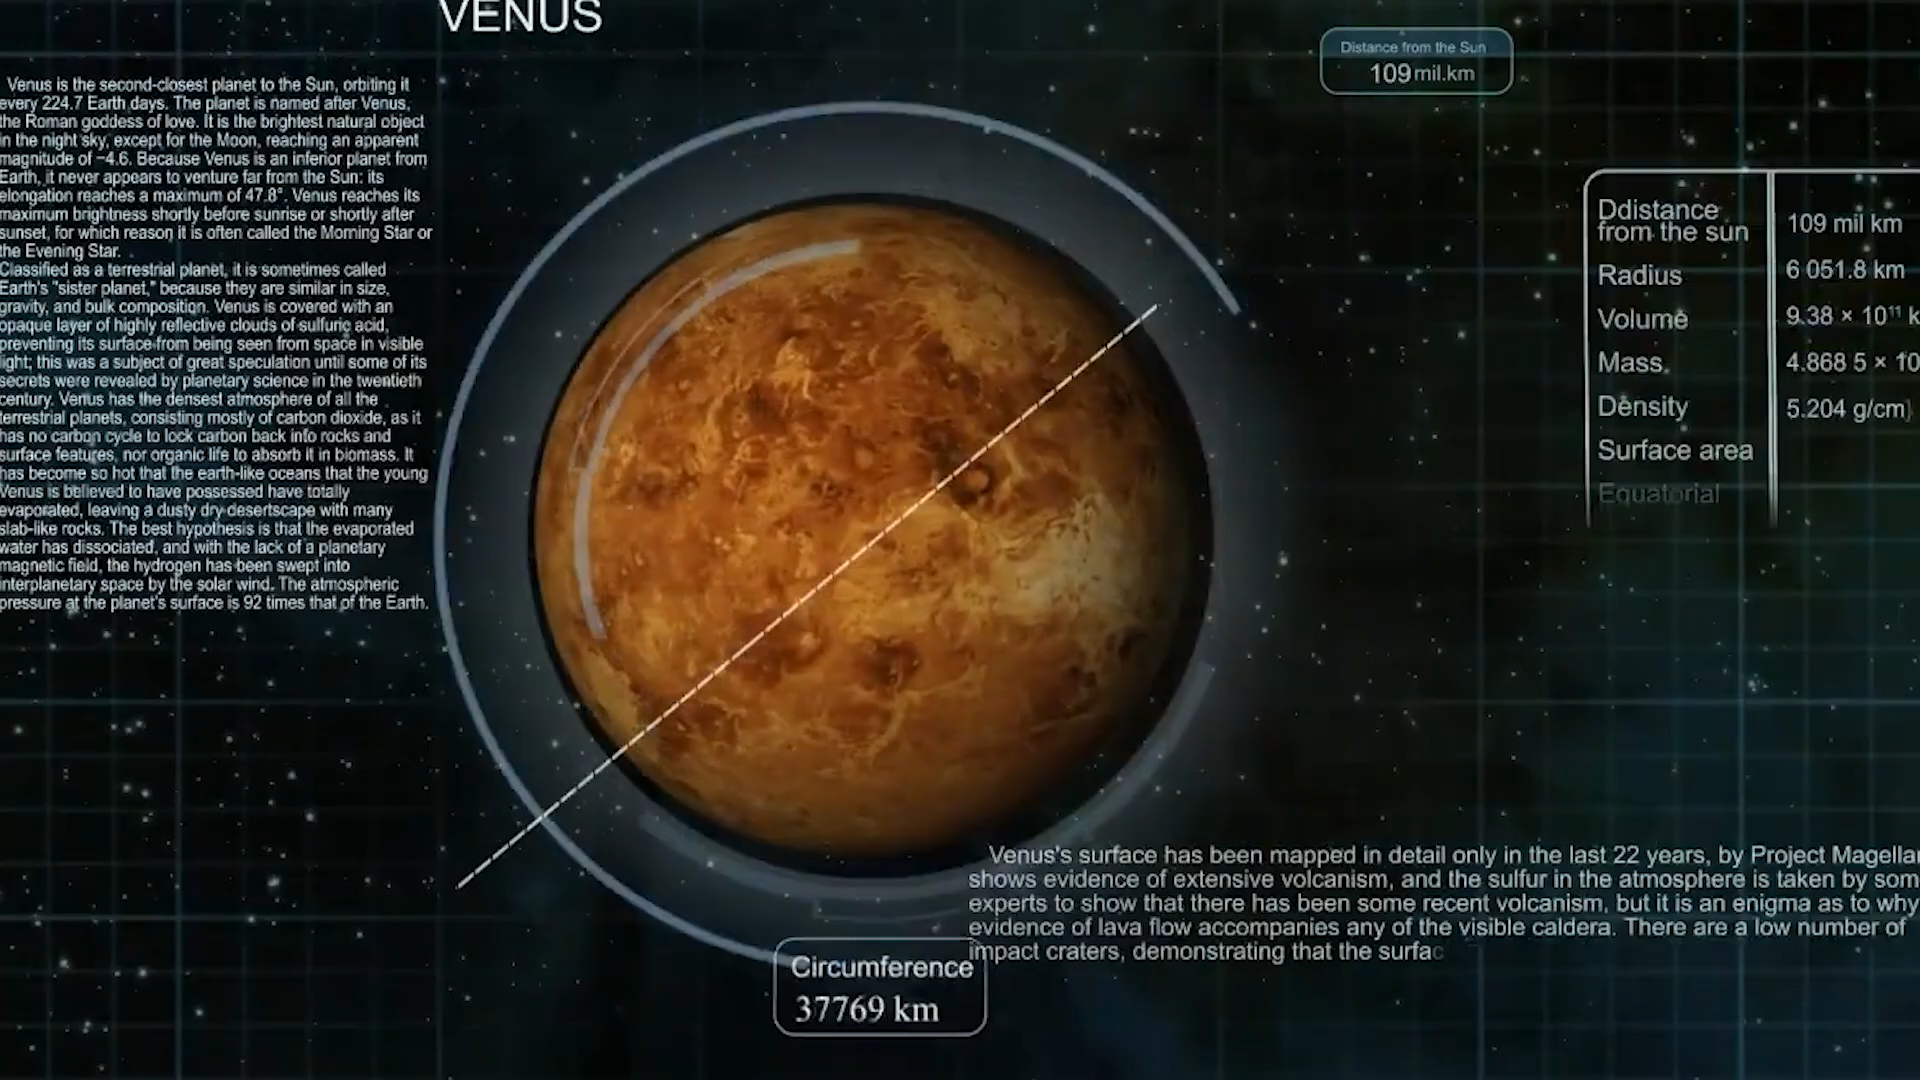 VENUS
Distance from the Sun
109 mil.km
Venus is the second-closest planet to the Sun, orbiting it
every 224.7 Earth days. The planet is named after Venus,
the Roman goddess of love. It is the brightest natural object
in the night sky, except for the Moon, reaching an apparent
magnitude of −4.6. Because Venus is an inferior planet from
Earth, it never appears to venture far from the Sun: its
elongation reaches a maximum of 47.8°. Venus reaches its
maximum brightness shortly before sunrise or shortly after
sunset, for which reason it is often called the Morning Star or
the Evening Star.
Classified as a terrestrial planet, it is sometimes called
Earth's "sister planet," because they are similar in size,
gravity, and bulk composition. Venus is covered with an
opaque layer of highly reflective clouds of sulfuric acid,
preventing its surface from being seen from space in visible
light; this was a subject of great speculation until some of its
secrets were revealed by planetary science in the twentieth
century. Venus has the densest atmosphere of all the
terrestrial planets, consisting mostly of carbon dioxide, as it
has no carbon cycle to lock carbon back into rocks and
surface features, nor organic life to absorb it in biomass. It
has become so hot that the earth-like oceans that the young
Venus is believed to have possessed have totally
evaporated, leaving a dusty dry desertscape with many
slab-like rocks. The best hypothesis is that the evaporated
water has dissociated, and with the lack of a planetary
magnetic field, the hydrogen has been swept into
interplanetary space by the solar wind. The atmospheric
pressure at the planet's surface is 92 times that of the Earth.
Ddistance
from the sun 109 mil km
Radius 6 051.8 km
Volume 9.38 × 10¹¹ k
Mass 4.868 5 × 10
Density 5.204 g/cm
Surface area
Equatorial
Venus's surface has been mapped in detail only in the last 22 years, by Project Magellan
shows evidence of extensive volcanism, and the sulfur in the atmosphere is taken by som
experts to show that there has been some recent volcanism, but it is an enigma as to why
evidence of lava flow accompanies any of the visible caldera. There are a low number of
impact craters, demonstrating that the surfac
Circumference
37769 km